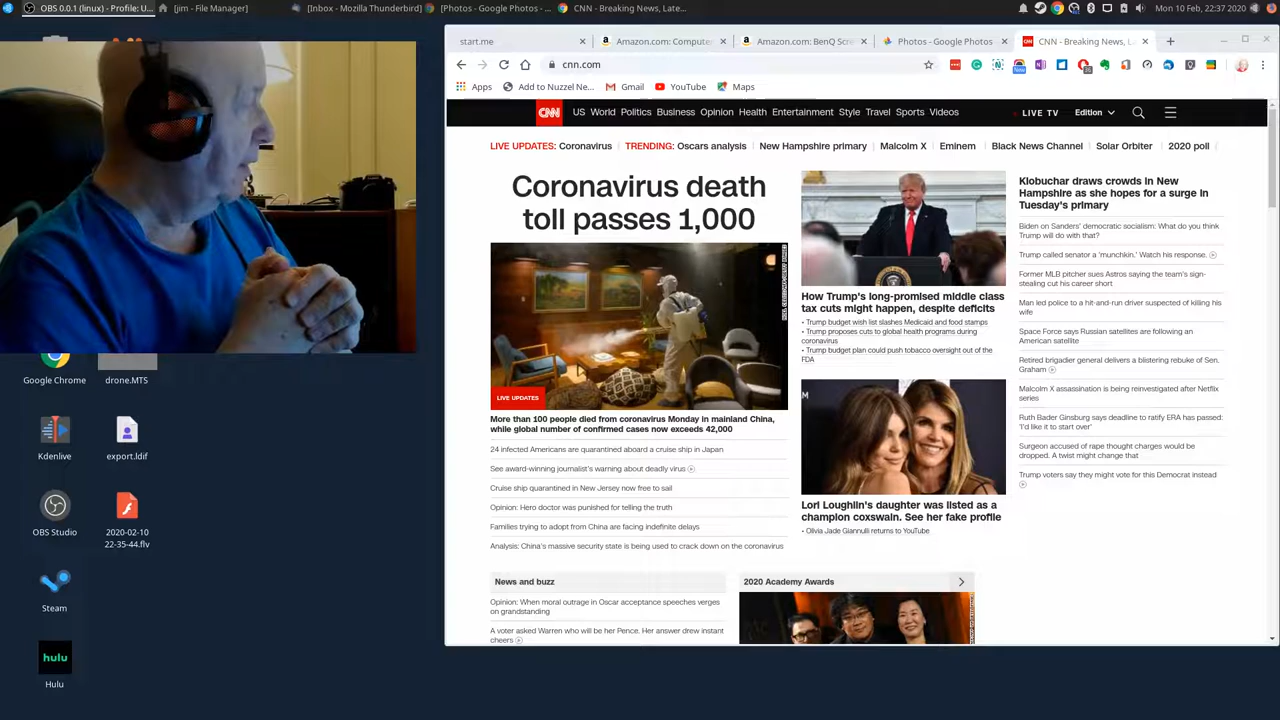 OBS 0.0.1 (linux) - Profile: U...
[jim - File Manager]
[Inbox - Mozilla Thunderbird]
[Photos - Google Photos - ...
CNN - Breaking News, Late...
Mon 10 Feb, 22:37 2020
start.me
Amazon.com: Compute
Amazon.com: BenQ Scre
Photos - Google Photos
CNN - Breaking News, La
cnn.com
Apps
Add to Nuzzel Ne...
Gmail
YouTube
Maps
CNN
US World Politics Business Opinion Health Entertainment Style Travel Sports Videos
LIVE TV
Edition
LIVE UPDATES: Coronavirus
TRENDING: Oscars analysis
New Hampshire primary
Malcolm X
Eminem
Black News Channel
Solar Orbiter
2020 poll
Coronavirus death
toll passes 1,000
LIVE UPDATES
More than 100 people died from coronavirus Monday in mainland China,
while global number of confirmed cases now exceeds 42,000
24 infected Americans are quarantined aboard a cruise ship in Japan
See award-winning journalist's warning about deadly virus
Cruise ship quarantined in New Jersey now free to sail
Opinion: Hero doctor was punished for telling the truth
Families trying to adopt from China are facing indefinite delays
Analysis: China's massive security state is being used to crack down on the coronavirus
How Trump's long-promised middle class
tax cuts might happen, despite deficits
• Trump budget wish list slashes Medicaid and food stamps
• Trump proposes cuts to global health programs during
coronavirus
• Trump budget plan could push tobacco oversight out of the
FDA
Lori Loughlin's daughter was listed as a
champion coxswain. See her fake profile
• Olivia Jade Giannulli returns to YouTube
Klobuchar draws crowds in New
Hampshire as she hopes for a surge in
Tuesday's primary
Biden on Sanders' democratic socialism: What do you think
Trump will do with that?
Trump called senator a 'munchkin.' Watch his response.
Former MLB pitcher sues Astros saying the team's sign-
stealing cut his career short
Man led police to a hit-and-run driver suspected of killing his
wife
Space Force says Russian satellites are following an
American satellite
Retired brigadier general delivers a blistering rebuke of Sen.
Graham
Malcolm X assassination is being reinvestigated after Netflix
series
Ruth Bader Ginsburg says deadline to ratify ERA has passed:
'I'd like it to start over'
Surgeon accused of rape thought charges would be
dropped. A twist might change that
Trump voters say they might vote for this Democrat instead
News and buzz
Opinion: When moral outrage in Oscar acceptance speeches verges
on grandstanding
A voter asked Warren who will be her Pence. Her answer drew instant
cheers
2020 Academy Awards
Google Chrome
drone.MTS
Kdenlive
export.ldif
OBS Studio
2020-02-10
22-35-44.flv
Steam
hulu
Hulu